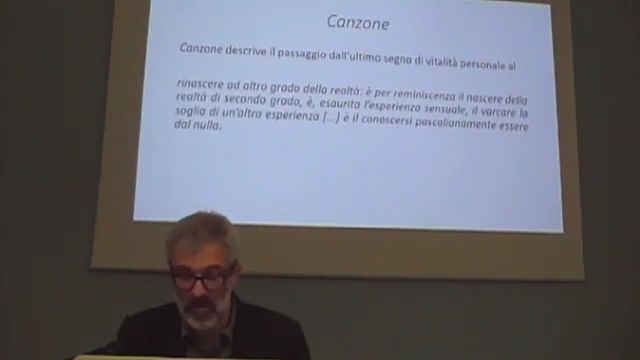 Canzone
Canzone descrive il passaggio dall'ultimo segno di vitalità personale al
rinascere ad altro grado della realtà: è per reminiscenza il nascere della
realtà di secondo grado, è, esaurita l'esperienza sensuale, il varcare la
soglia di un'altra esperienza [...] è il conoscersi pascalianamente essere
dal nulla.